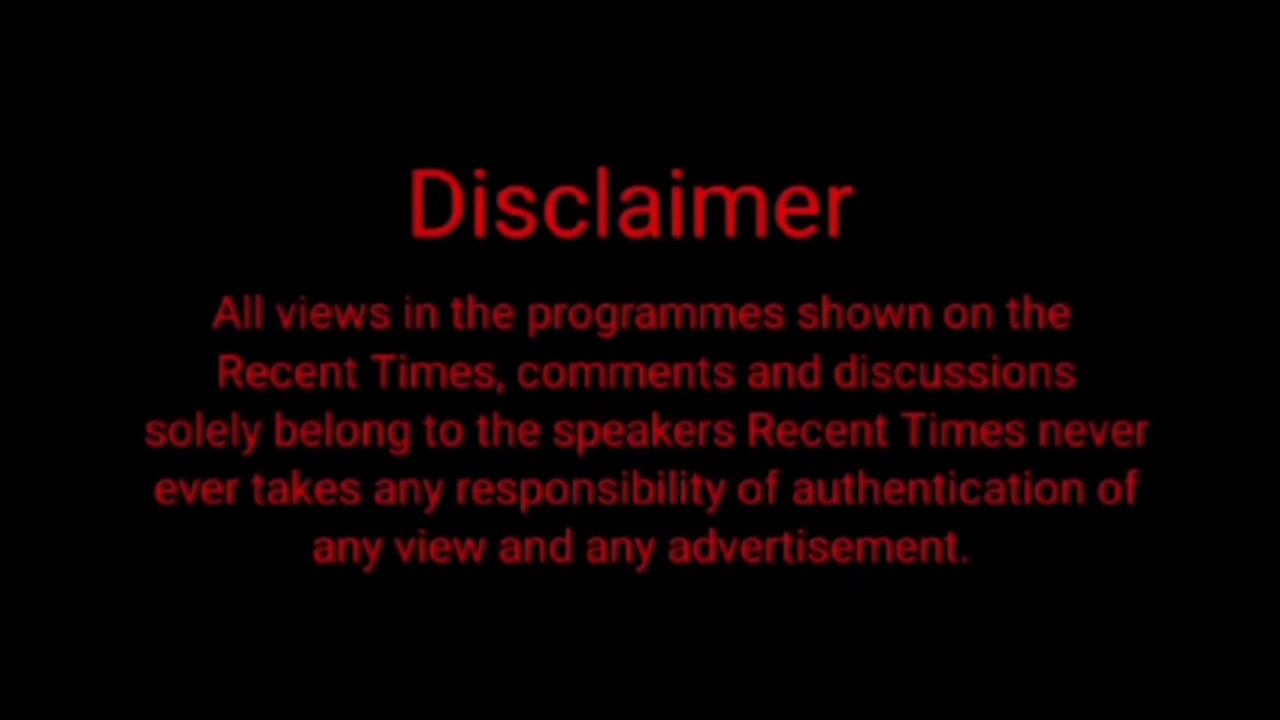 Disclaimer
All views in the programmes shown on the
Recent Times, comments and discussions
solely belong to the speakers Recent Times never
ever takes any responsibility of authentication of
any view and any advertisement.